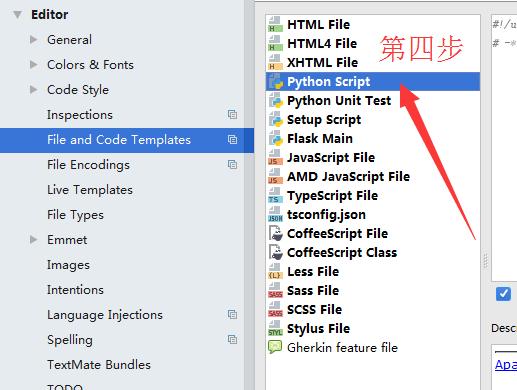 Editor
General
Colors & Fonts
Code Style
Inspections
File and Code Templates
File Encodings
Live Templates
File Types
Emmet
Images
Intentions
Language Injections
Spelling
TextMate Bundles
TODO
HTML File
HTML4 File
XHTML File
Python Script
Python Unit Test
Setup Script
Flask Main
JavaScript File
AMD JavaScript File
TypeScript File
tsconfig.json
CoffeeScript File
CoffeeScript Class
Less File
Sass File
SCSS File
Stylus File
Gherkin feature file
第四步
#!/u
# -*
Descr
Apa